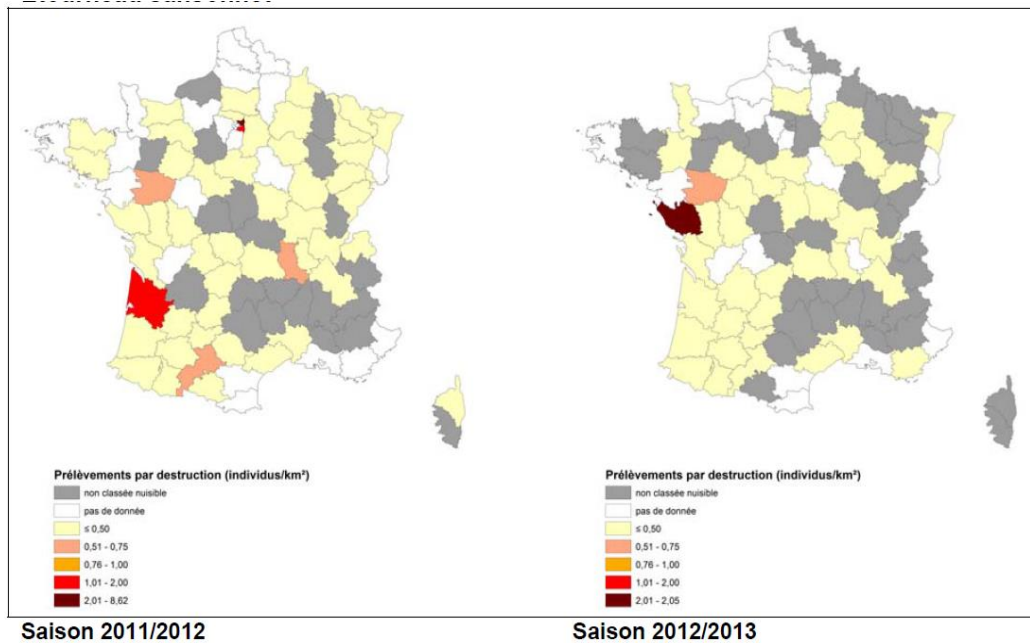 Prélèvements par destruction (individus/km²)
non classée nuisible
pas de donnée
≤ 0,50
0,51 - 0,75
0,76 - 1,00
1,01 - 2,00
2,01 - 8,62
Prélèvements par destruction (individus/km²)
non classée nuisible
pas de donnée
≤ 0,50
0,51 - 0,75
0,76 - 1,00
1,01 - 2,00
2,01 - 2,05
Saison 2011/2012
Saison 2012/2013